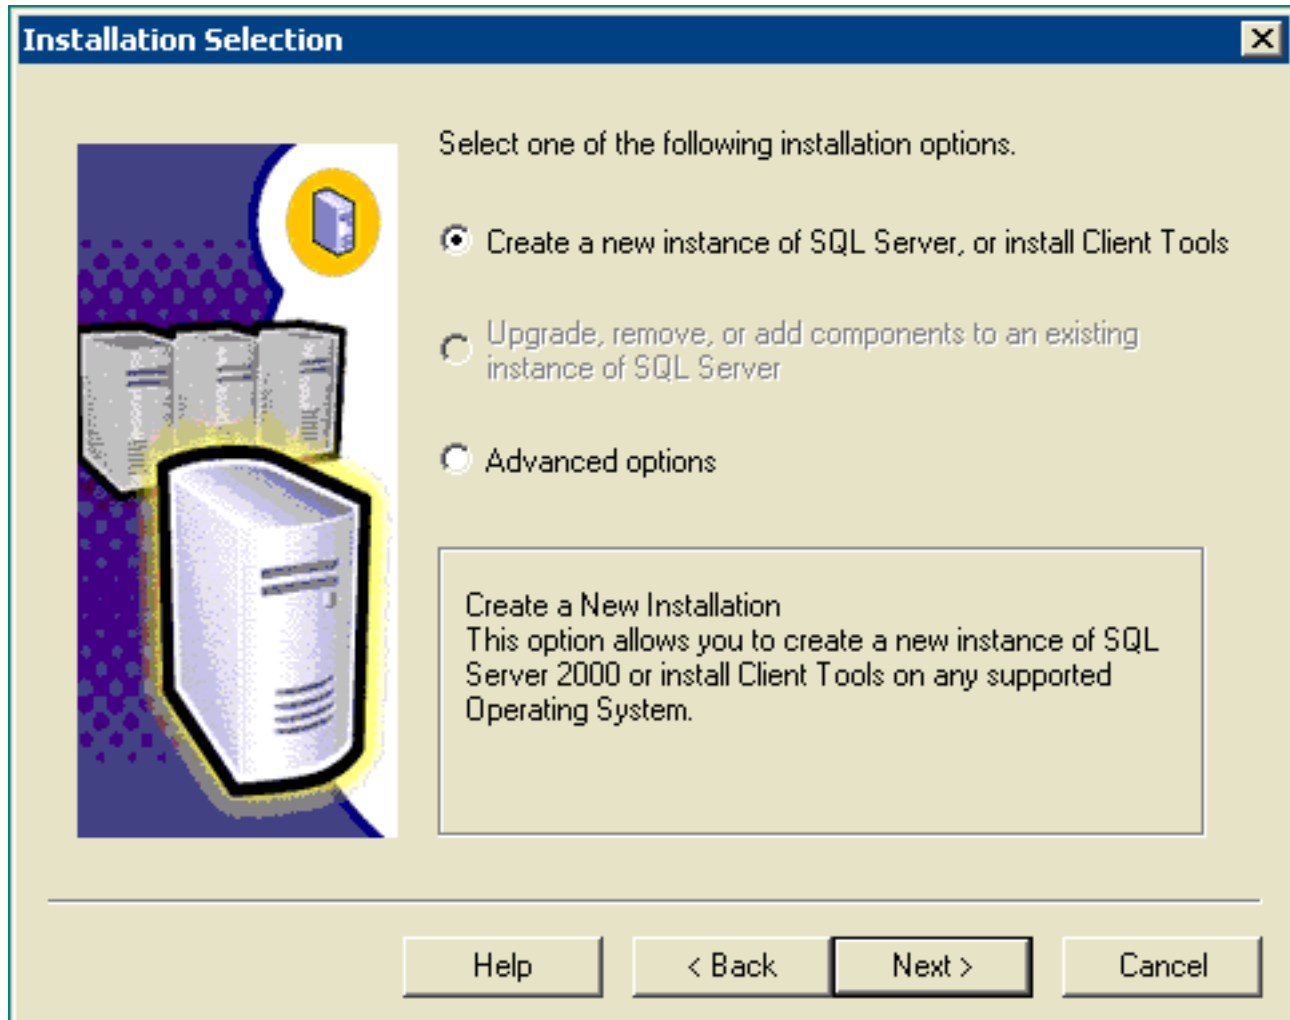 Installation Selection
Select one of the following installation options.
Create a new instance of SQL Server, or install Client Tools
Upgrade, remove, or add components to an existing
instance of SQL Server
Advanced options
Create a New Installation
This option allows you to create a new instance of SQL
Server 2000 or install Client Tools on any supported
Operating System.
Help
< Back
Next >
Cancel